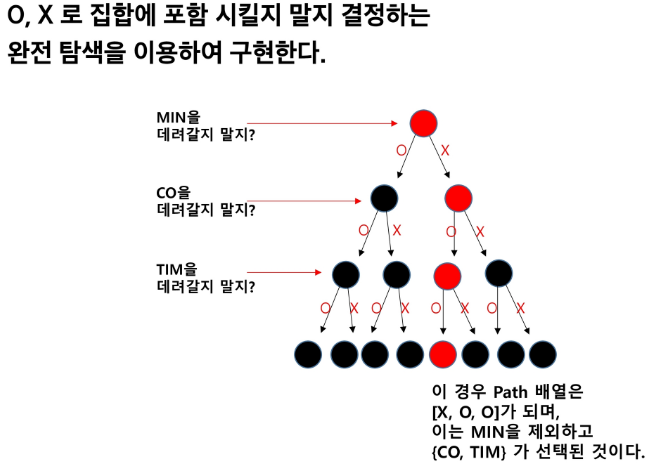 O, X 로 집합에 포함 시킬지 말지 결정하는
완전 탐색을 이용하여 구현한다.
MIN을
데려갈지 말지?
O X
CO을
데려갈지 말지?
O X O X
TIM을
데려갈지 말지?
O X O X O X O X
이 경우 Path 배열은
[X, O, O]가 되며,
이는 MIN을 제외하고
{CO, TIM} 가 선택된 것이다.